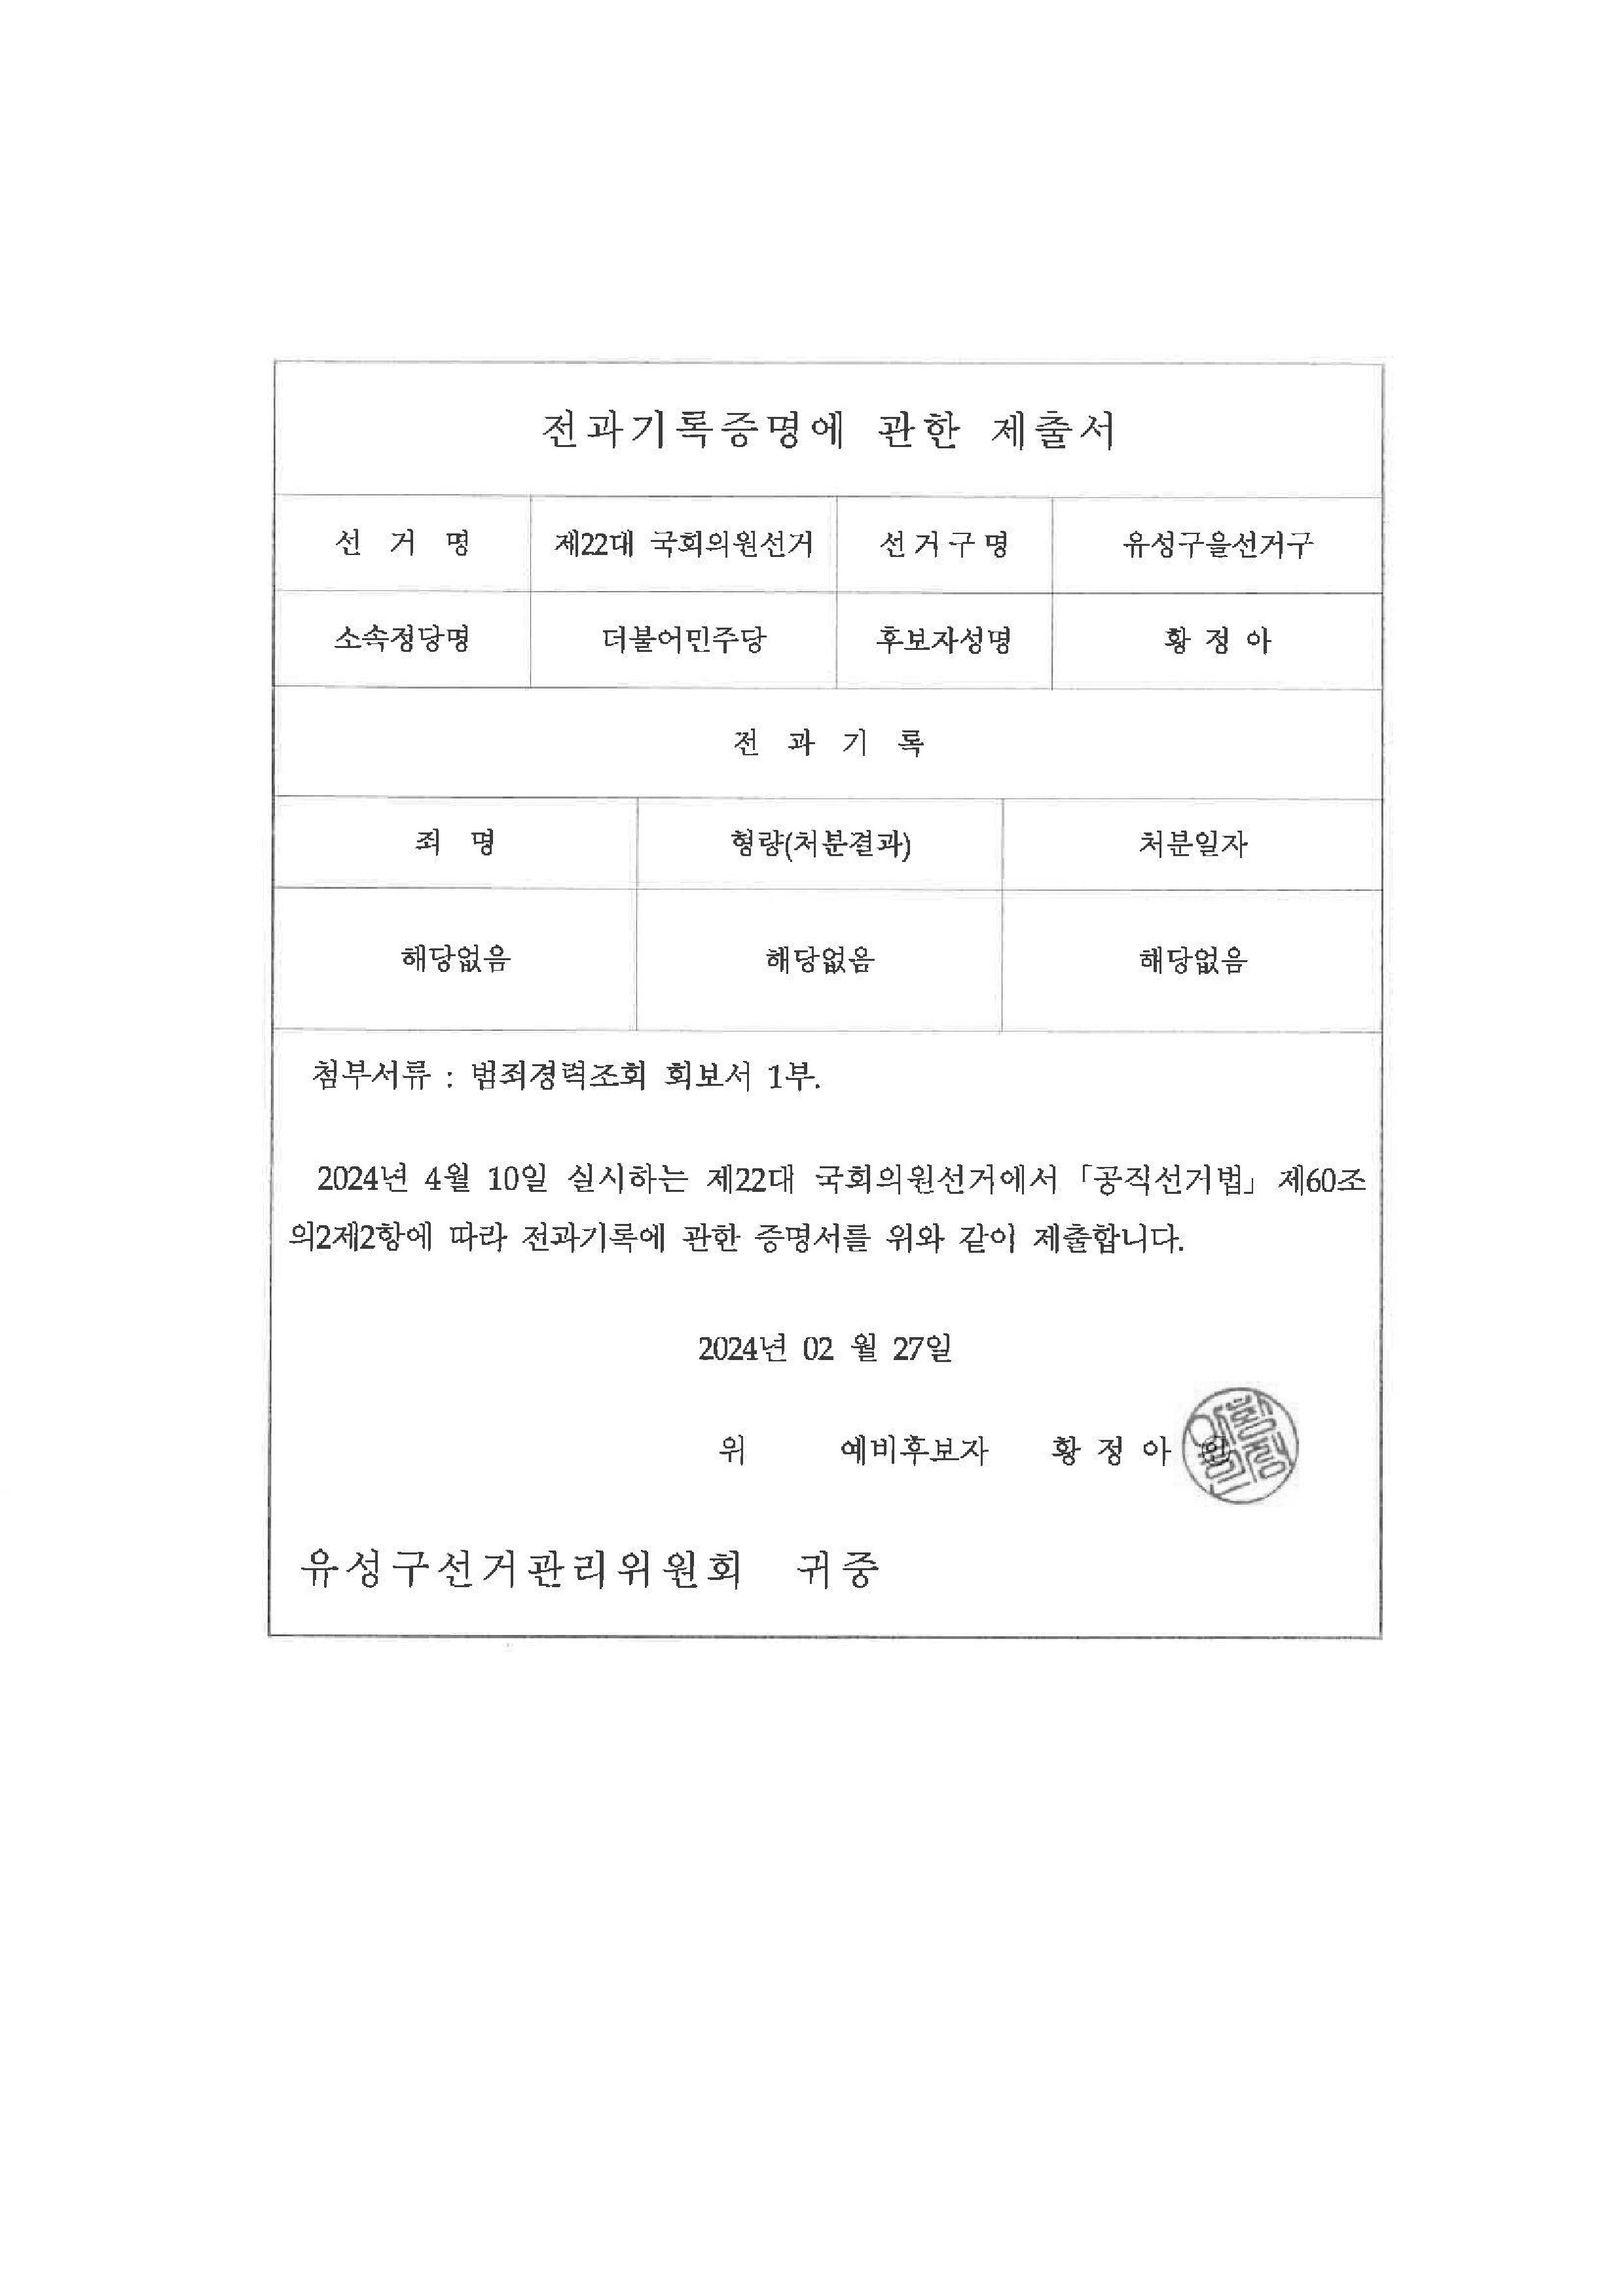 전과기록증명에 관한 제출서
선 거 명 제22대 국회의원선거 선거구명 유성구을선거구
소속정당명 더불어민주당 후보자성명 황 정 아
전 과 기 록
죄 명 형량(처분결과) 처분일자
해당없음 해당없음 해당없음
첨부서류 : 범죄경력조회 회보서 1부.
2024년 4월 10일 실시하는 제22대 국회의원선거에서 「공직선거법」 제60조
의2제2항에 따라 전과기록에 관한 증명서를 위와 같이 제출합니다.
2024년 02 월 27일
위 예비후보자 황 정 아 인
유성구선거관리위원회 귀중